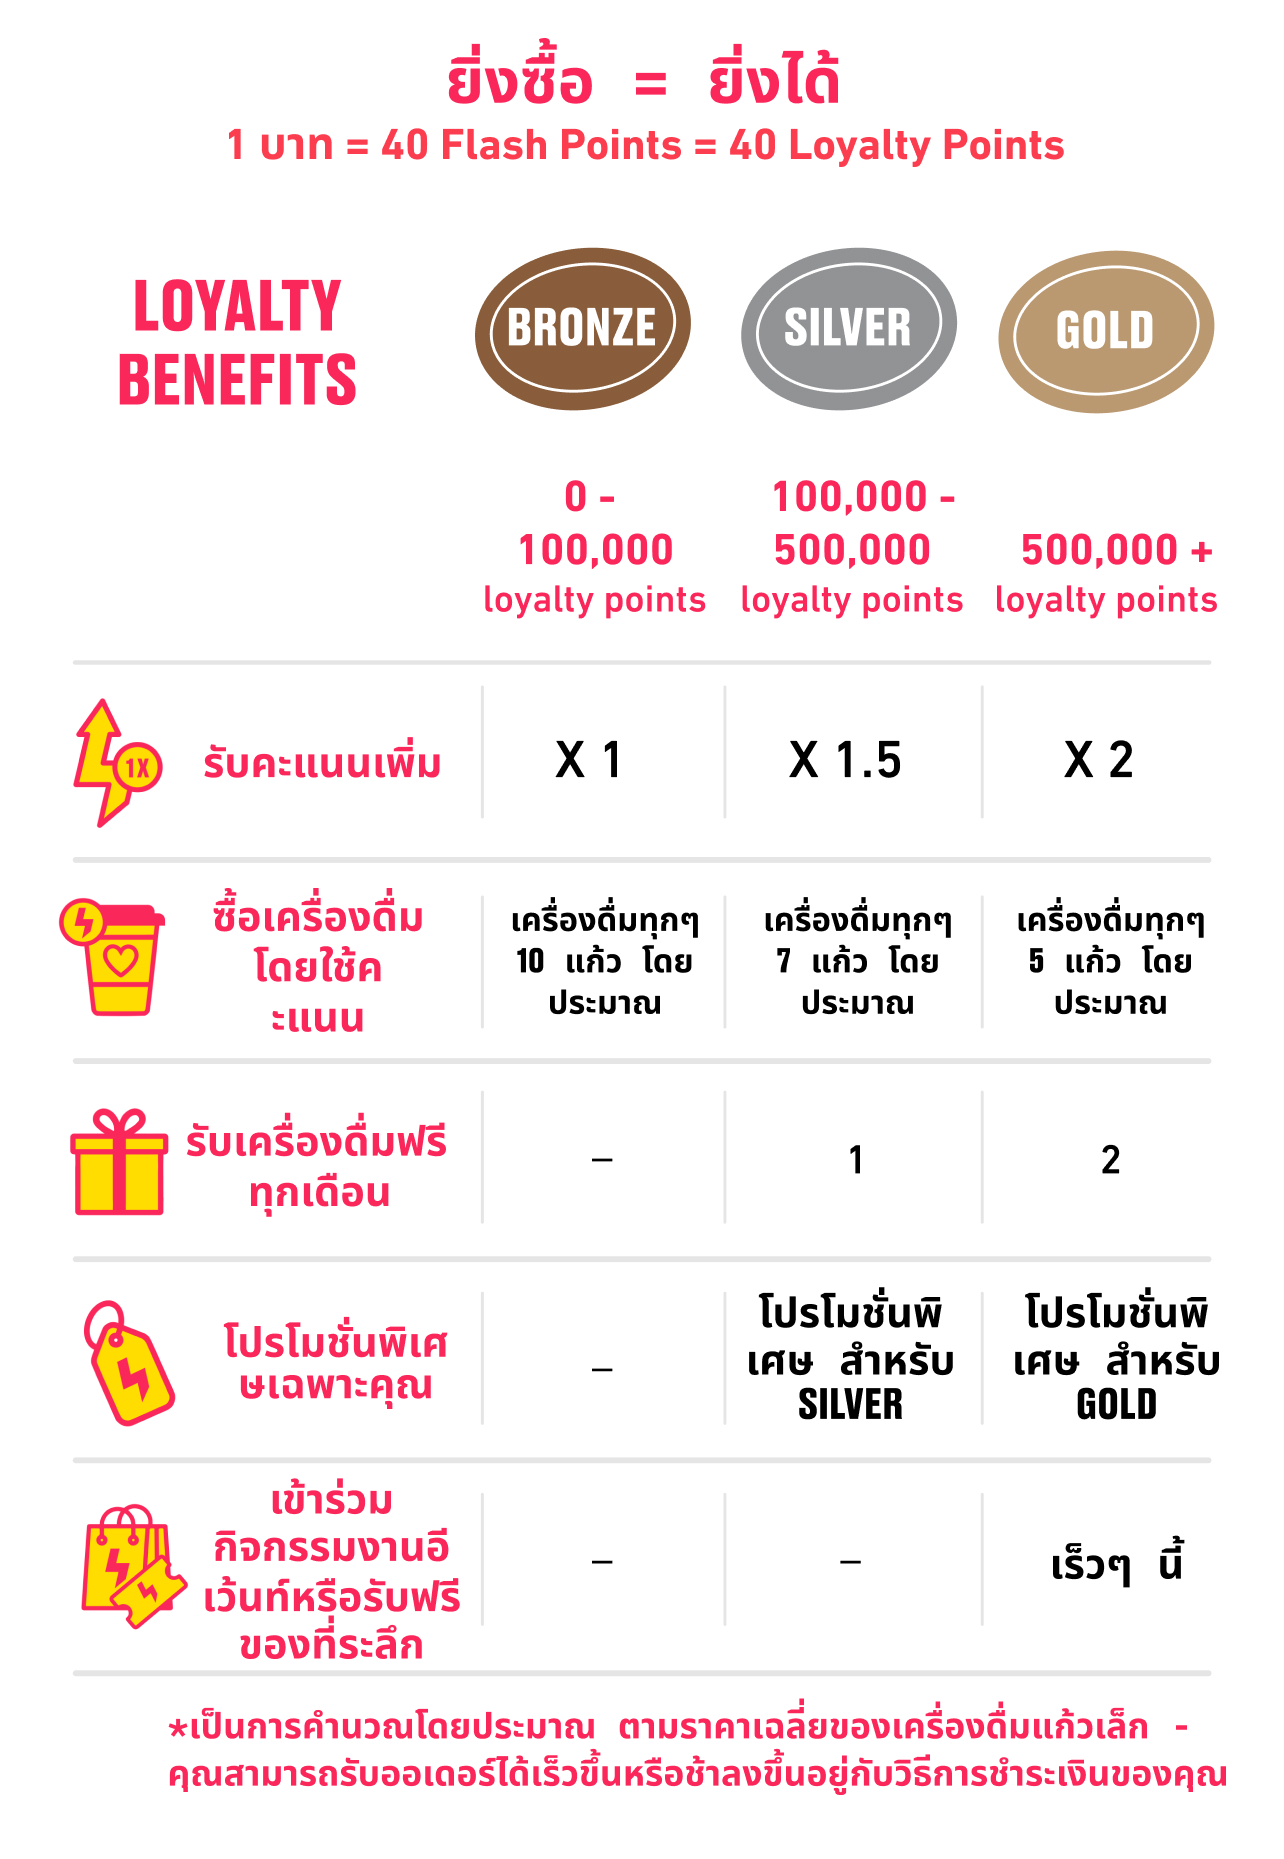 ยิ่งซื้อ = ยิ่งได้
1 บาท = 40 Flash Points = 40 Loyalty Points
LOYALTY
BENEFITS
BRONZE
SILVER
GOLD
0 -
100,000
loyalty points
100,000 -
500,000
loyalty points
500,000 +
loyalty points
1X
รับคะแนนเพิ่ม
X 1
X 1.5
X 2
ซื้อเครื่องดื่ม
โดยใช้ค
ะแนน
เครื่องดื่มทุกๆ
10 แก้ว โดย
ประมาณ
เครื่องดื่มทุกๆ
7 แก้ว โดย
ประมาณ
เครื่องดื่มทุกๆ
5 แก้ว โดย
ประมาณ
รับเครื่องดื่มฟรี
ทุกเดือน
–
1
2
โปรโมชั่นพิเศ
ษเฉพาะคุณ
–
โปรโมชั่นพิ
เศษ สำหรับ
SILVER
โปรโมชั่นพิ
เศษ สำหรับ
GOLD
เข้าร่วม
กิจกรรมงานอี
เว้นท์หรือรับฟรี
ของที่ระลึก
–
–
เร็วๆ นี้
*เป็นการคำนวณโดยประมาณ ตามราคาเฉลี่ยของเครื่องดื่มแก้วเล็ก -
คุณสามารถรับออเดอร์ได้เร็วขึ้นหรือช้าลงขึ้นอยู่กับวิธีการชำระเงินของคุณ